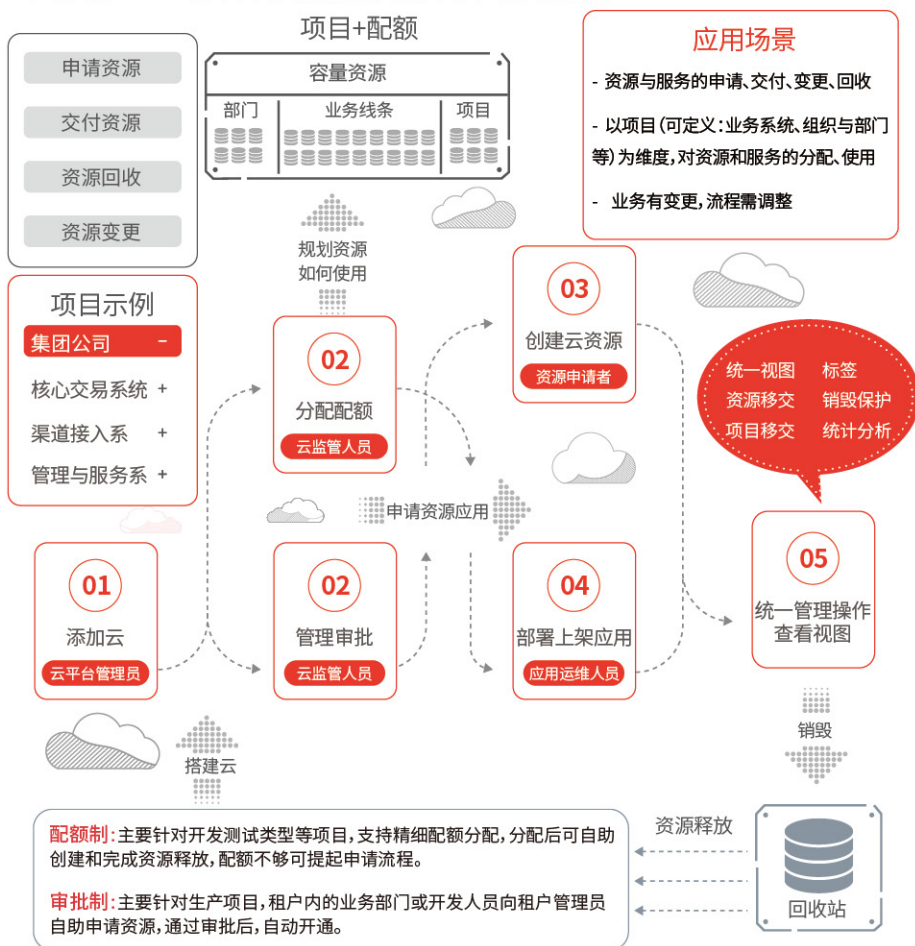 申请资源
交付资源
资源回收
资源变更
项目+配额
容量资源
部门
业务线条
项目
应用场景
- 资源与服务的申请、交付、变更、回收
- 以项目(可定义:业务系统、组织与部门
等)为维度,对资源和服务的分配、使用
- 业务有变更,流程需调整
规划资源
如何使用
项目示例
集团公司 -
核心交易系统 +
渠道接入系 +
管理与服务系 +
02
分配配额
云监管人员
03
创建云资源
资源申请者
统一视图 标签
资源移交 销毁保护
项目移交 统计分析
申请资源应用
01
添加云
云平台管理员
02
管理审批
云监管人员
04
部署上架应用
应用运维人员
05
统一管理操作
查看视图
搭建云
销毁
配额制:主要针对开发测试类型等项目,支持精细配额分配,分配后可自助
创建和完成资源释放,配额不够可提起申请流程。
审批制:主要针对生产项目,租户内的业务部门或开发人员向租户管理员
自助申请资源,通过审批后,自动开通。
资源释放
回收站